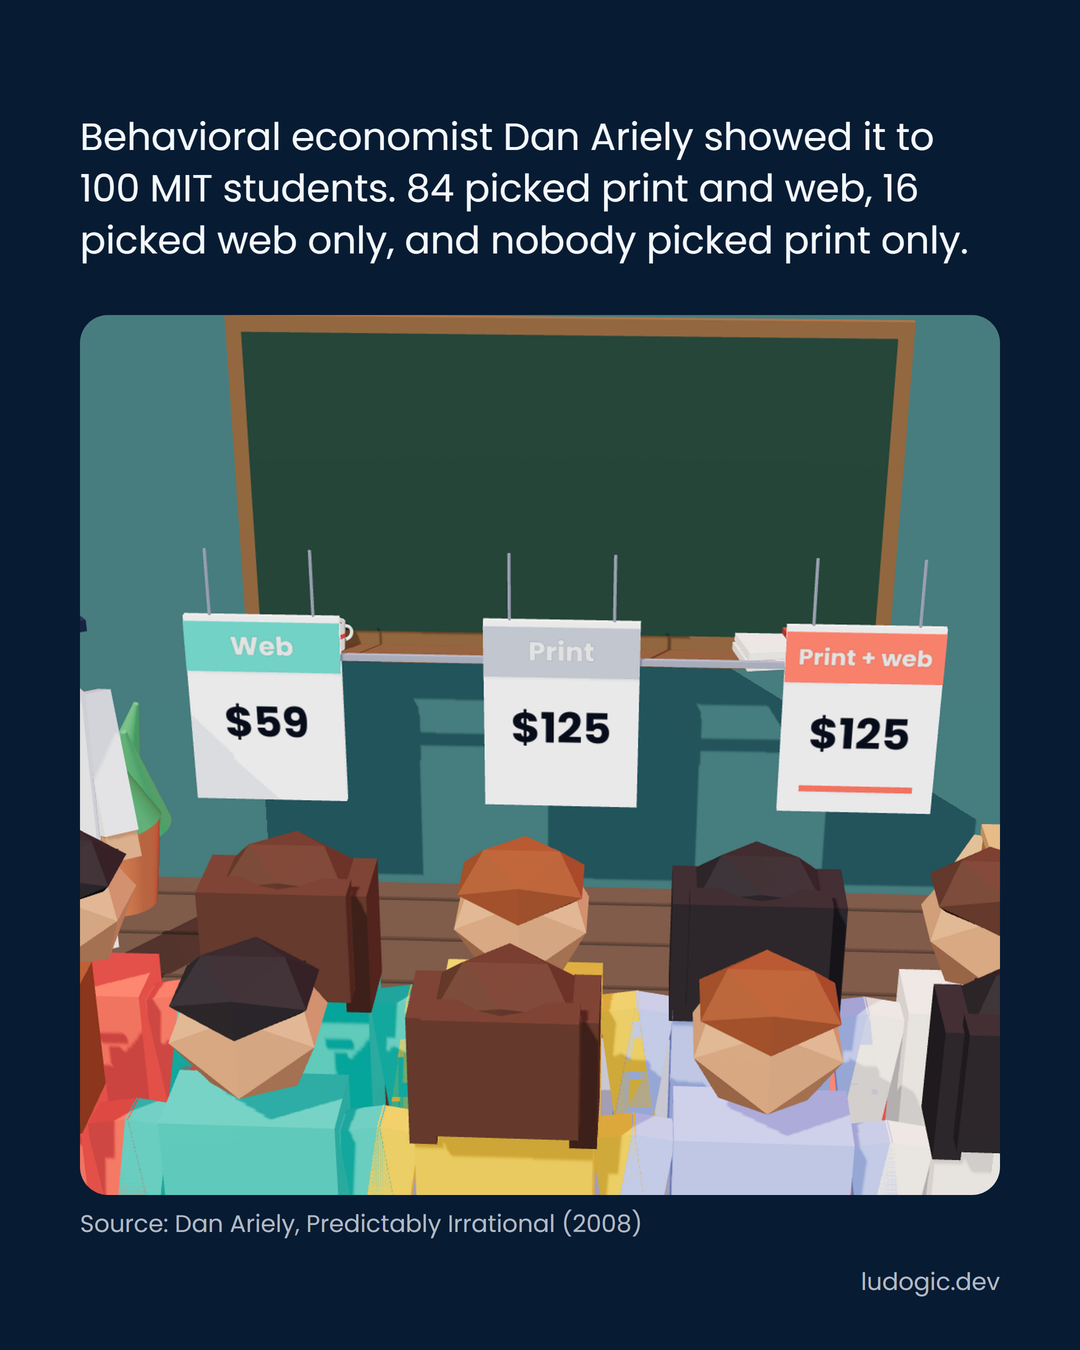 Behavioral economist Dan Ariely showed it to
100 MIT students. 84 picked print and web, 16
picked web only, and nobody picked print only.
Web
$59
Print
$125
Print + web
$125
Source: Dan Ariely, Predictably Irrational (2008)
ludogic.dev